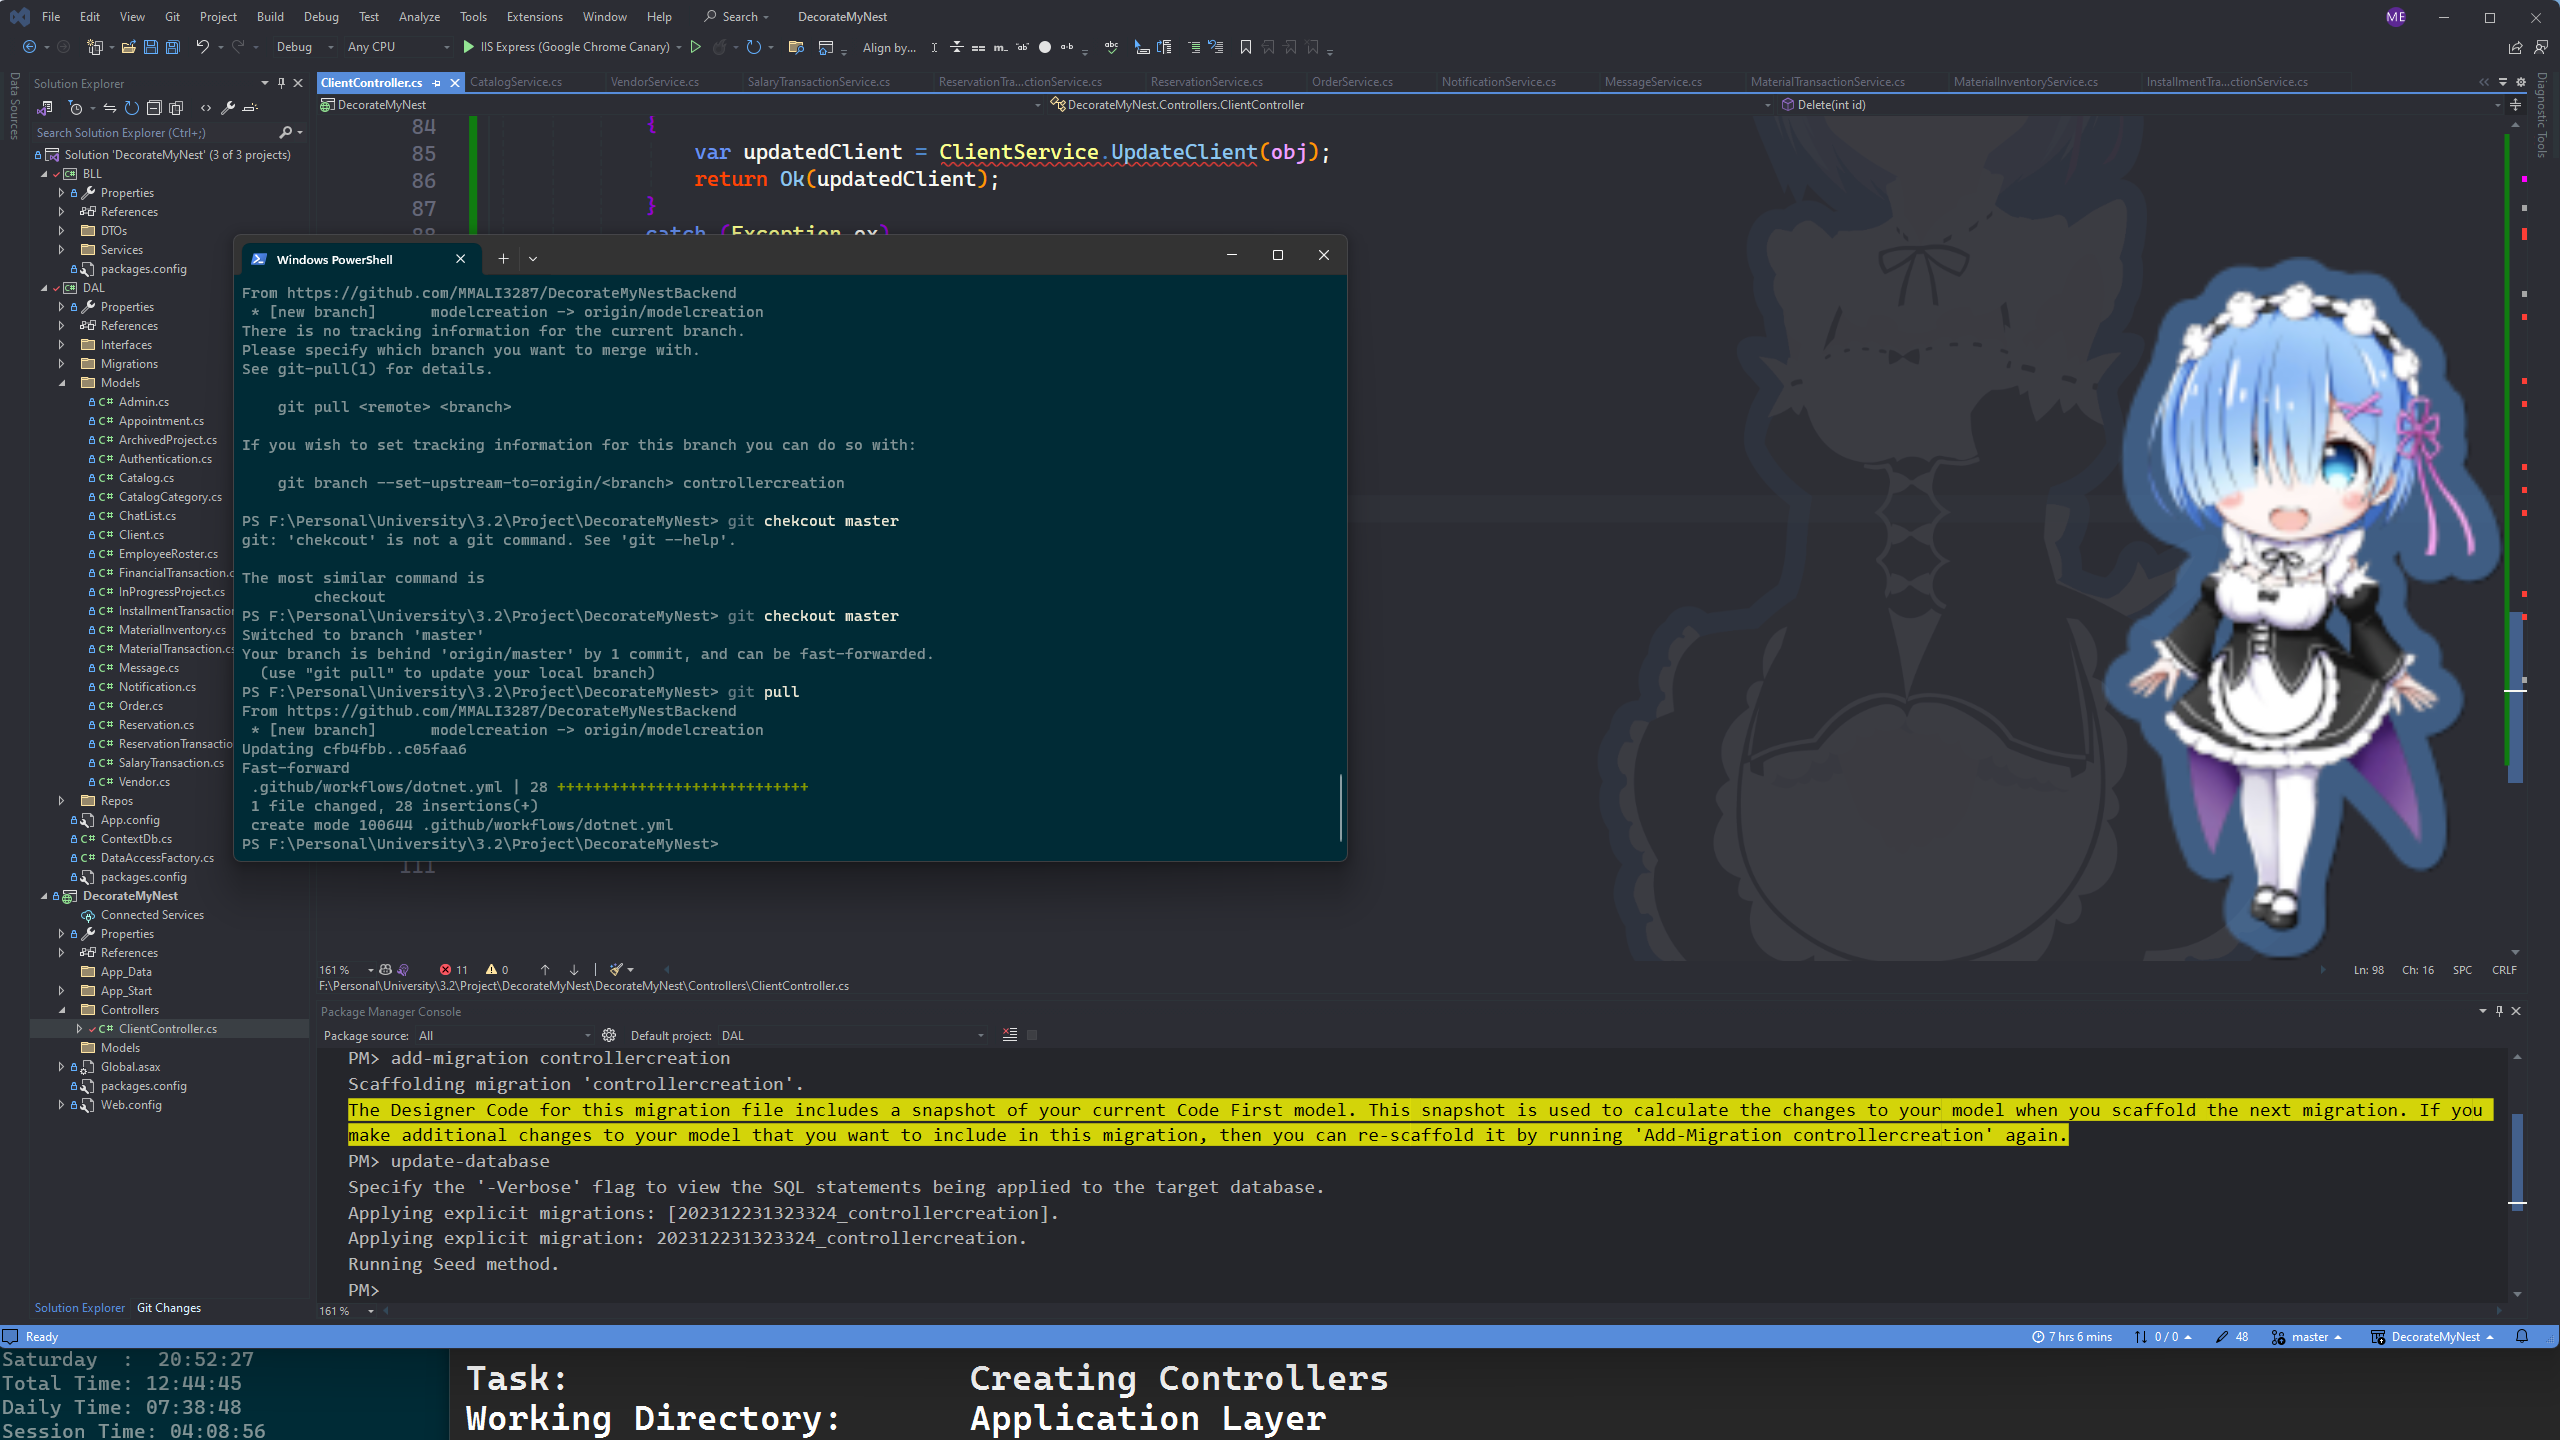 File Edit View Git Project Build Debug Test Analyze Tools Extensions Window Help Search DecorateMyNest ME
Debug Any CPU IIS Express (Google Chrome Canary) Align by...
Data Sources
Solution Explorer
Search Solution Explorer (Ctrl+;)
Solution 'DecorateMyNest' (3 of 3 projects)
BLL
Properties
References
DTOs
Services
packages.config
DAL
Properties
References
Interfaces
Migrations
Models
C# Admin.cs
C# Appointment.cs
C# ArchivedProject.cs
C# Authentication.cs
C# Catalog.cs
C# CatalogCategory.cs
C# ChatList.cs
C# Client.cs
C# EmployeeRoster.cs
C# FinancialTransaction.c
C# InProgressProject.cs
C# InstallmentTransaction
C# MaterialInventory.cs
C# MaterialTransaction.cs
C# Message.cs
C# Notification.cs
C# Order.cs
C# Reservation.cs
C# ReservationTransactio
C# SalaryTransaction.cs
C# Vendor.cs
Repos
App.config
C# ContextDb.cs
C# DataAccessFactory.cs
packages.config
DecorateMyNest
Connected Services
Properties
References
App_Data
App_Start
Controllers
C# ClientController.cs
Models
Global.asax
packages.config
Web.config
Solution Explorer Git Changes
ClientController.cs CatalogService.cs VendorService.cs SalaryTransactionService.cs ReservationTra...ctionService.cs ReservationService.cs OrderService.cs NotificationService.cs MessageService.cs MaterialTransactionService.cs MaterialInventoryService.cs InstallmentTra...ctionService.cs
DecorateMyNest DecorateMyNest.Controllers.ClientController Delete(int id)
Diagnostic Tools
84 {
85 var updatedClient = ClientService.UpdateClient(obj);
86 return Ok(updatedClient);
87 }
88 catch (Exception ex)
Windows PowerShell
From https://github.com/MMALI3287/DecorateMyNestBackend
* [new branch] modelcreation -> origin/modelcreation
There is no tracking information for the current branch.
Please specify which branch you want to merge with.
See git-pull(1) for details.
git pull <remote> <branch>
If you wish to set tracking information for this branch you can do so with:
git branch --set-upstream-to=origin/<branch> controllercreation
PS F:\Personal\University\3.2\Project\DecorateMyNest> git chekcout master
git: 'chekcout' is not a git command. See 'git --help'.
The most similar command is
checkout
PS F:\Personal\University\3.2\Project\DecorateMyNest> git checkout master
Switched to branch 'master'
Your branch is behind 'origin/master' by 1 commit, and can be fast-forwarded.
(use "git pull" to update your local branch)
PS F:\Personal\University\3.2\Project\DecorateMyNest> git pull
From https://github.com/MMALI3287/DecorateMyNestBackend
* [new branch] modelcreation -> origin/modelcreation
Updating cfb4fbb..c05faa6
Fast-forward
.github/workflows/dotnet.yml | 28 ++++++++++++++++++++++++++++
1 file changed, 28 insertions(+)
create mode 100644 .github/workflows/dotnet.yml
PS F:\Personal\University\3.2\Project\DecorateMyNest>
111
161 % 11 0 Ln: 98 Ch: 16 SPC CRLF
F:\Personal\University\3.2\Project\DecorateMyNest\DecorateMyNest\Controllers\ClientController.cs
Package Manager Console
Package source: All Default project: DAL
PM> add-migration controllercreation
Scaffolding migration 'controllercreation'.
The Designer Code for this migration file includes a snapshot of your current Code First model. This snapshot is used to calculate the changes to your model when you scaffold the next migration. If you
make additional changes to your model that you want to include in this migration, then you can re-scaffold it by running 'Add-Migration controllercreation' again.
PM> update-database
Specify the '-Verbose' flag to view the SQL statements being applied to the target database.
Applying explicit migrations: [202312231323324_controllercreation].
Applying explicit migration: 202312231323324_controllercreation.
Running Seed method.
PM>
161 %
Ready 7 hrs 6 mins 0 / 0 48 master DecorateMyNest
Saturday : 20:52:27
Total Time: 12:44:45
Daily Time: 07:38:48
Session Time: 04:08:56
Task: Creating Controllers
Working Directory: Application Layer